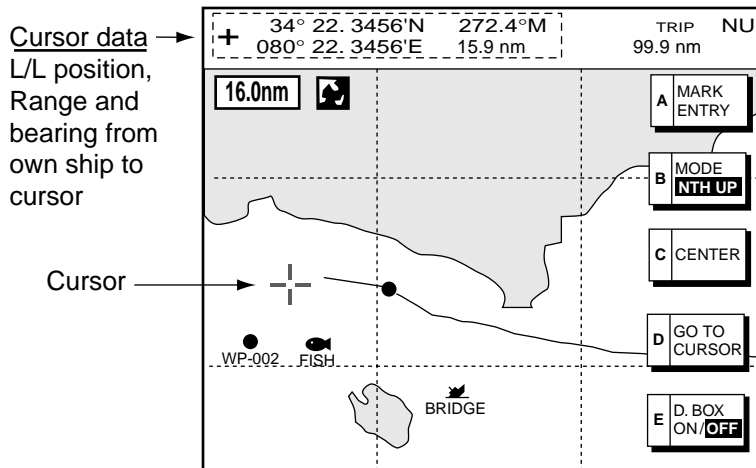 Cursor data
L/L position,
Range and
bearing from
own ship to
cursor
Cursor
+ 34° 22. 3456'N 272.4°M
080° 22. 3456'E 15.9 nm
TRIP NU
99.9 nm
16.0nm
A MARK
ENTRY
B MODE
NTH UP
C CENTER
D GO TO
CURSOR
E D. BOX
ON/OFF
WP-002 FISH
BRIDGE